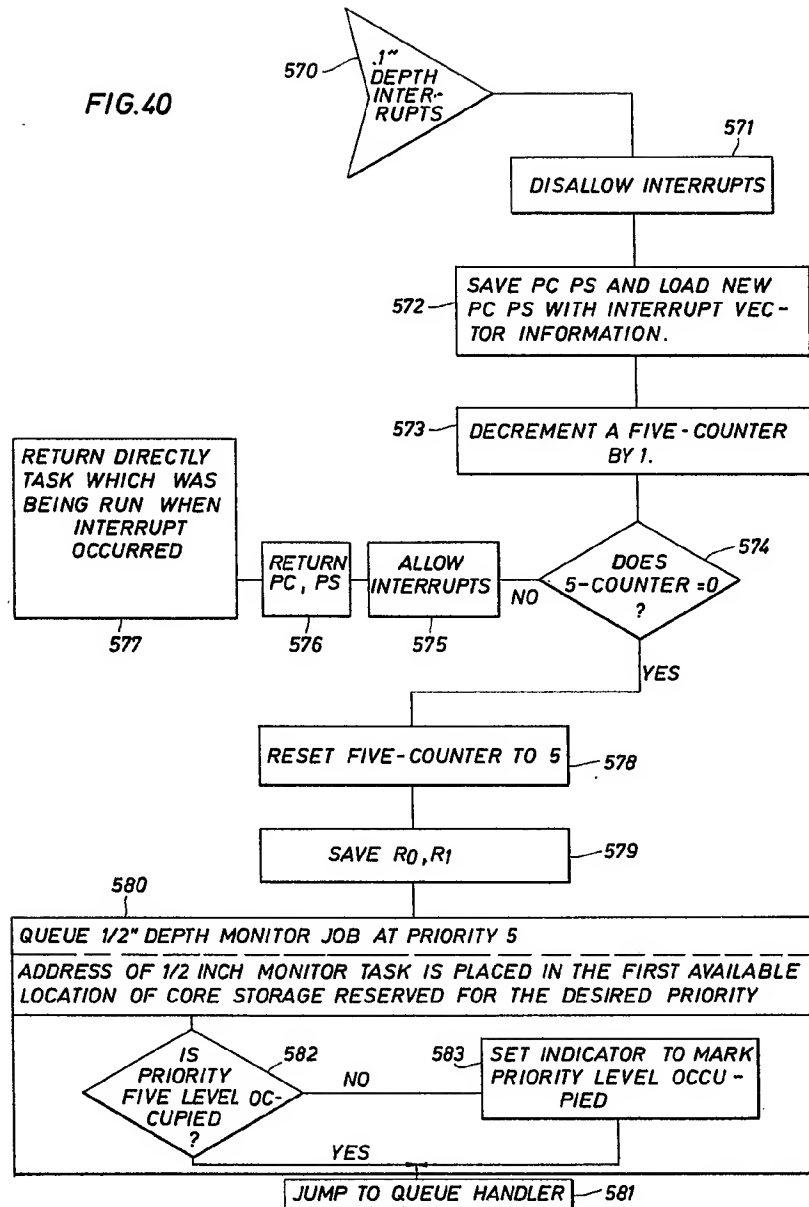 FIG.40
570
.1"
DEPTH
INTER-
RUPTS
571
DISALLOW INTERRUPTS
572
SAVE PC PS AND LOAD NEW
PC PS WITH INTERRUPT VEC-
TOR INFORMATION.
573
DECREMENT A FIVE-COUNTER
BY 1.
574
DOES
5-COUNTER =0
?
NO
YES
ALLOW
INTERRUPTS
575
RETURN
PC, PS
576
RETURN DIRECTLY
TASK WHICH WAS
BEING RUN WHEN
INTERRUPT
OCCURRED
577
RESET FIVE-COUNTER TO 5
578
SAVE R0,R1
579
580
QUEUE 1/2" DEPTH MONITOR JOB AT PRIORITY 5
ADDRESS OF 1/2 INCH MONITOR TASK IS PLACED IN THE FIRST AVAILABLE
LOCATION OF CORE STORAGE RESERVED FOR THE DESIRED PRIORITY
IS
PRIORITY
FIVE LEVEL OC-
CUPIED
?
582
NO
583
SET INDICATOR TO MARK
PRIORITY LEVEL OCCU-
PIED
YES
JUMP TO QUEUE HANDLER
581